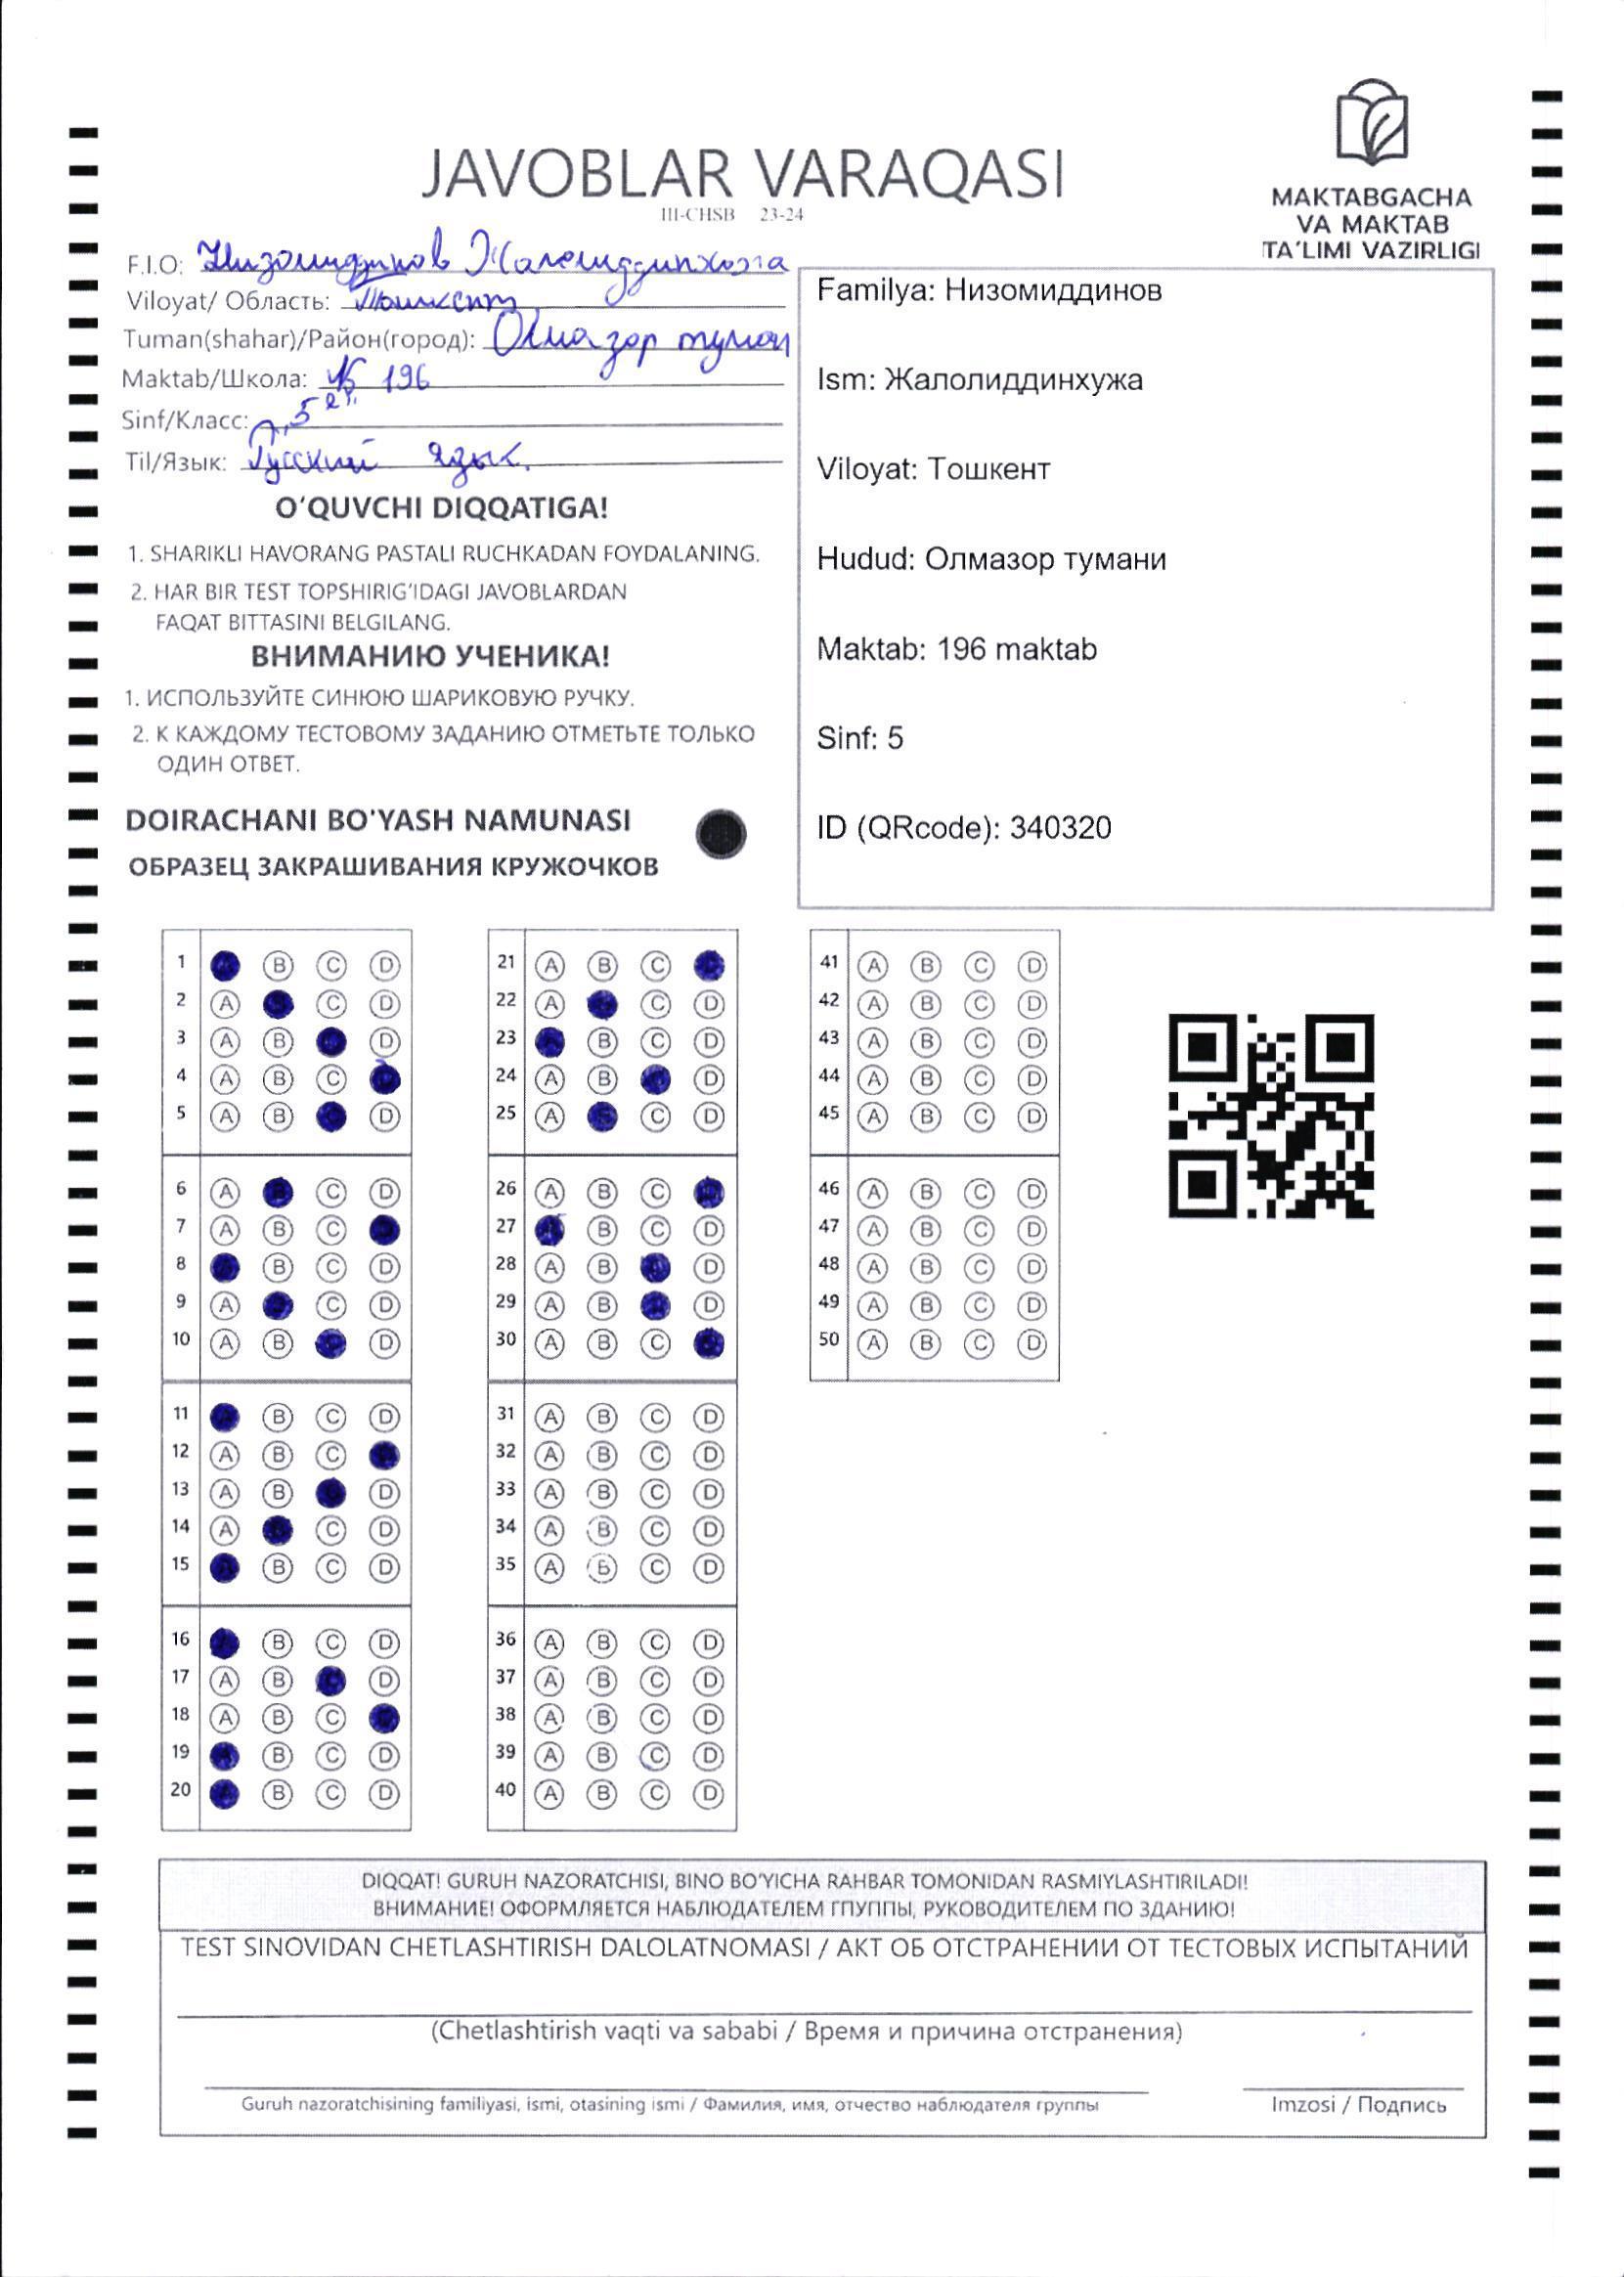 JAVOBLAR VARAQASI
III-CHSB 23-24
MAKTABGACHA
VA MAKTAB
TA'LIMI VAZIRLIGI
F.I.O: Низомиддинов Жалолиддинхожа
Viloyat/ Область: Тошкент
Tuman(shahar)/Район(город): Олмазор туман
Maktab/Школа: № 196
Sinf/Класс: 5
Til/Язык: Русский язык.
O'QUVCHI DIQQATIGA!
1. SHARIKLI HAVORANG PASTALI RUCHKADAN FOYDALANING.
2. HAR BIR TEST TOPSHIRIG'IDAGI JAVOBLARDAN
FAQAT BITTASINI BELGILANG.
ВНИМАНИЮ УЧЕНИКА!
1. ИСПОЛЬЗУЙТЕ СИНЮЮ ШАРИКОВУЮ РУЧКУ.
2. К КАЖДОМУ ТЕСТОВОМУ ЗАДАНИЮ ОТМЕТЬТЕ ТОЛЬКО
ОДИН ОТВЕТ.
DOIRACHANI BO'YASH NAMUNASI
ОБРАЗЕЦ ЗАКРАШИВАНИЯ КРУЖОЧКОВ
Familya: Низомиддинов
Ism: Жалолиддинхужа
Viloyat: Тошкент
Hudud: Олмазор тумани
Maktab: 196 maktab
Sinf: 5
ID (QRcode): 340320
1 B C D
2 A C D
3 A B D
4 A B C
5 A B D
6 A C D
7 A B C
8 B C D
9 A C D
10 A B D
11 B C D
12 A B C
13 A B D
14 A C D
15 B C D
16 B C D
17 A B D
18 A B C
19 B C D
20 B C D
21 A B C
22 A C D
23 B C D
24 A B D
25 A C D
26 A B C
27 B C D
28 A B D
29 A B D
30 A B C
31 A B C D
32 A B C D
33 A B C D
34 A B C D
35 A B C D
36 A B C D
37 A B C D
38 A B C D
39 A B C D
40 A B C D
41 A B C D
42 A B C D
43 A B C D
44 A B C D
45 A B C D
46 A B C D
47 A B C D
48 A B C D
49 A B C D
50 A B C D
DIQQAT! GURUH NAZORATCHISI, BINO BO'YICHA RAHBAR TOMONIDAN RASMIYLASHTIRILADI!
ВНИМАНИЕ! ОФОРМЛЯЕТСЯ НАБЛЮДАТЕЛЕМ ГПУППЫ, РУКОВОДИТЕЛЕМ ПО ЗДАНИЮ!
TEST SINOVIDAN CHETLASHTIRISH DALOLATNOMASI / АКТ ОБ ОТСТРАНЕНИИ ОТ ТЕСТОВЫХ ИСПЫТАНИЙ
(Chetlashtirish vaqti va sababi / Время и причина отстранения)
Guruh nazoratchisining familiyasi, ismi, otasining ismi / Фамилия, имя, отчество наблюдателя группы
Imzosi / Подпись